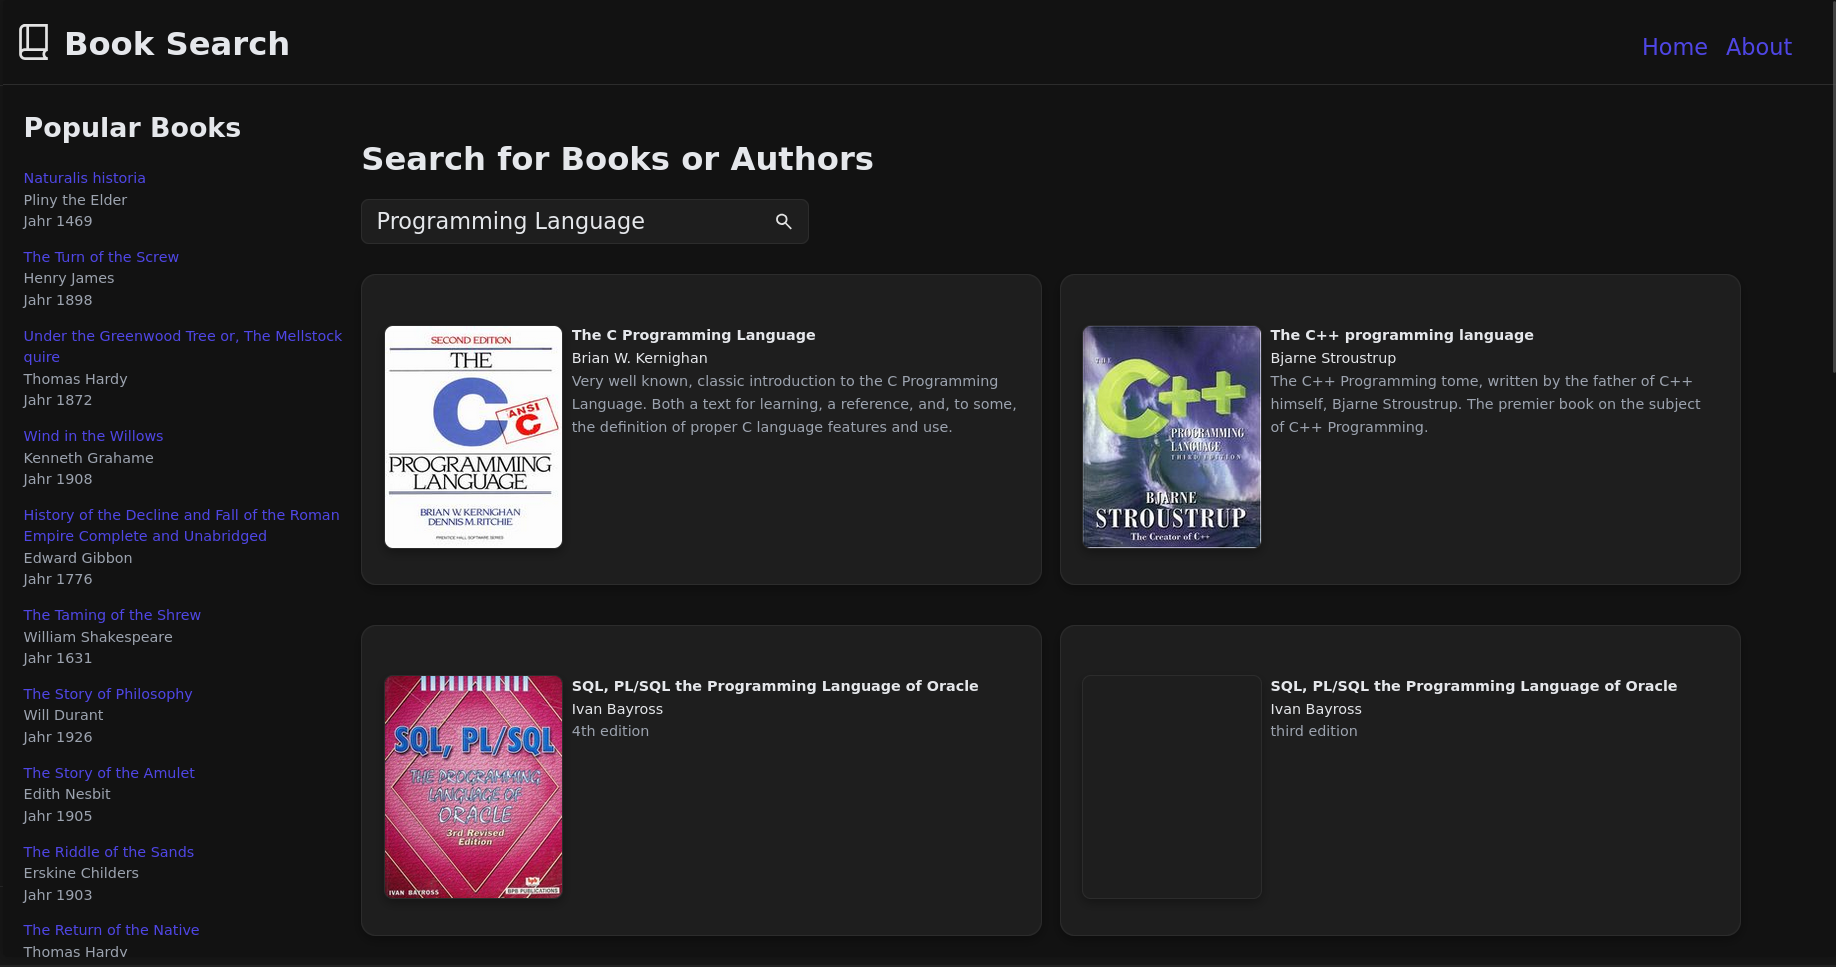 Book Search
Home About
Popular Books
Naturalis historia
Pliny the Elder
Jahr 1469
The Turn of the Screw
Henry James
Jahr 1898
Under the Greenwood Tree or, The Mellstock
quire
Thomas Hardy
Jahr 1872
Wind in the Willows
Kenneth Grahame
Jahr 1908
History of the Decline and Fall of the Roman
Empire Complete and Unabridged
Edward Gibbon
Jahr 1776
The Taming of the Shrew
William Shakespeare
Jahr 1631
The Story of Philosophy
Will Durant
Jahr 1926
The Story of the Amulet
Edith Nesbit
Jahr 1905
The Riddle of the Sands
Erskine Childers
Jahr 1903
The Return of the Native
Thomas Hardy
Search for Books or Authors
Programming Language
SECOND EDITION
THE
C
ANSI
C
PROGRAMMING
LANGUAGE
BRIAN W. KERNIGHAN
DENNIS M. RITCHIE
PRENTICE HALL SOFTWARE SERIES
The C Programming Language
Brian W. Kernighan
Very well known, classic introduction to the C Programming
Language. Both a text for learning, a reference, and, to some,
the definition of proper C language features and use.
THE
C++
PROGRAMMING
LANGUAGE
THIRD EDITION
BJARNE
STROUSTRUP
The Creator of C++
The C++ programming language
Bjarne Stroustrup
The C++ Programming tome, written by the father of C++
himself, Bjarne Stroustrup. The premier book on the subject
of C++ Programming.
SQL, PL/SQL
THE PROGRAMMING
LANGUAGE OF
ORACLE
3rd Revised
Edition
IVAN BAYROSS
bpb
BPB PUBLICATIONS
SQL, PL/SQL the Programming Language of Oracle
Ivan Bayross
4th edition
SQL, PL/SQL the Programming Language of Oracle
Ivan Bayross
third edition